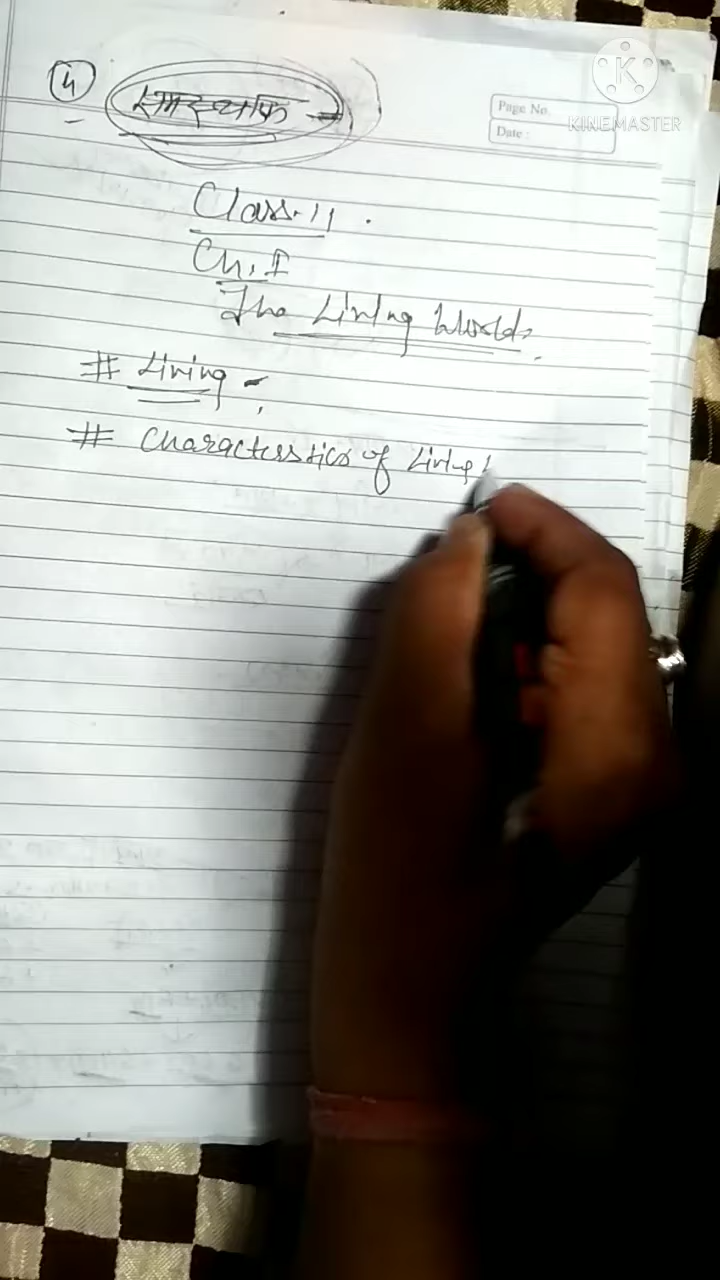 4
Page No.
Date :
KINEMASTER
Class-11.
Ch. I
The Living World.
# Living -
# Characteristics of Living